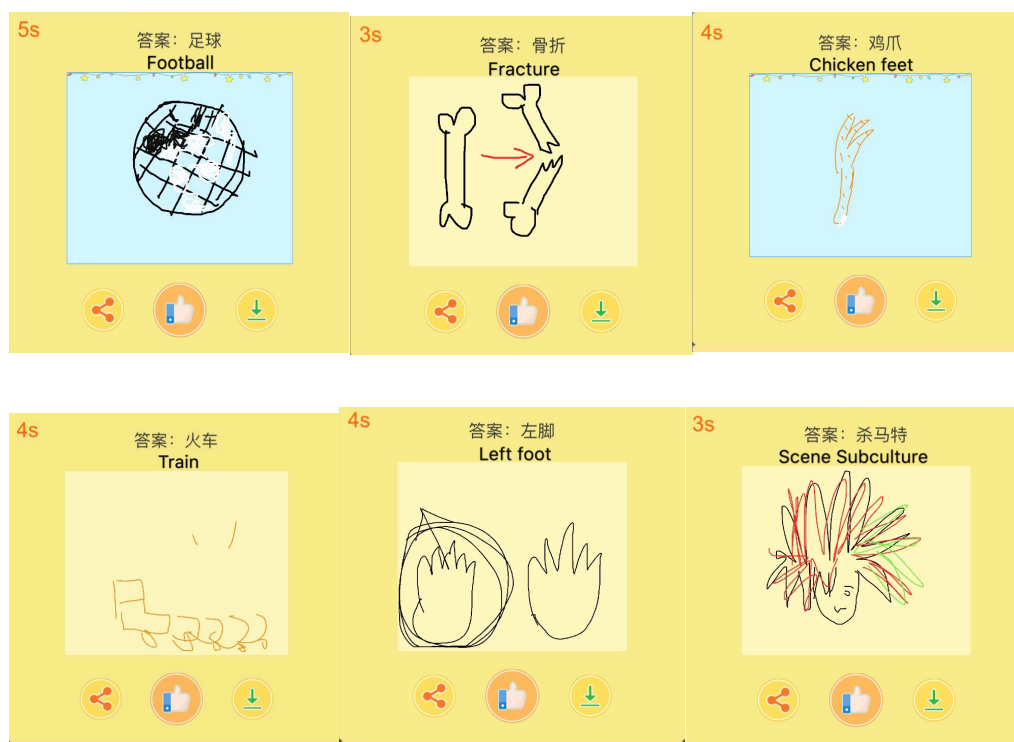 5s
答案：足球
Football
3s
答案：骨折
Fracture
4s
答案：鸡爪
Chicken feet
4s
答案：火车
Train
4s
答案：左脚
Left foot
3s
答案：杀马特
Scene Subculture